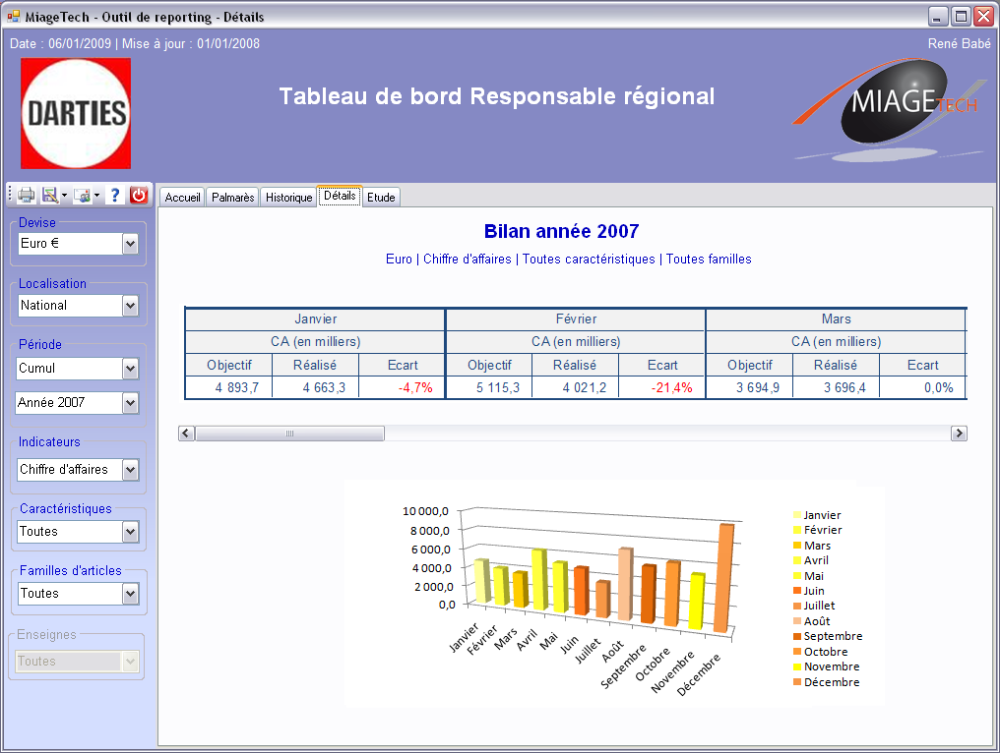 MiageTech - Outil de reporting - Détails
Date : 06/01/2009 | Mise à jour : 01/01/2008
René Babé
DARTIES
Tableau de bord Responsable régional
MIAGE TECH
Accueil Palmarès Historique Détails Etude
Devise
Euro €
Localisation
National
Période
Cumul
Année 2007
Indicateurs
Chiffre d'affaires
Caractéristiques
Toutes
Familles d'articles
Toutes
Enseignes
Toutes
Bilan année 2007
Euro | Chiffre d'affaires | Toutes caractéristiques | Toutes familles
Janvier Février Mars
CA (en milliers) CA (en milliers) CA (en milliers)
Objectif Réalisé Ecart Objectif Réalisé Ecart Objectif Réalisé Ecart
4 893,7 4 663,3 -4,7% 5 115,3 4 021,2 -21,4% 3 694,9 3 696,4 0,0%
10 000,0
8 000,0
6 000,0
4 000,0
2 000,0
0,0
Janvier
Février
Mars
Avril
Mai
Juin
Juillet
Août
Septembre
Octobre
Novembre
Décembre
Janvier
Février
Mars
Avril
Mai
Juin
Juillet
Août
Septembre
Octobre
Novembre
Décembre